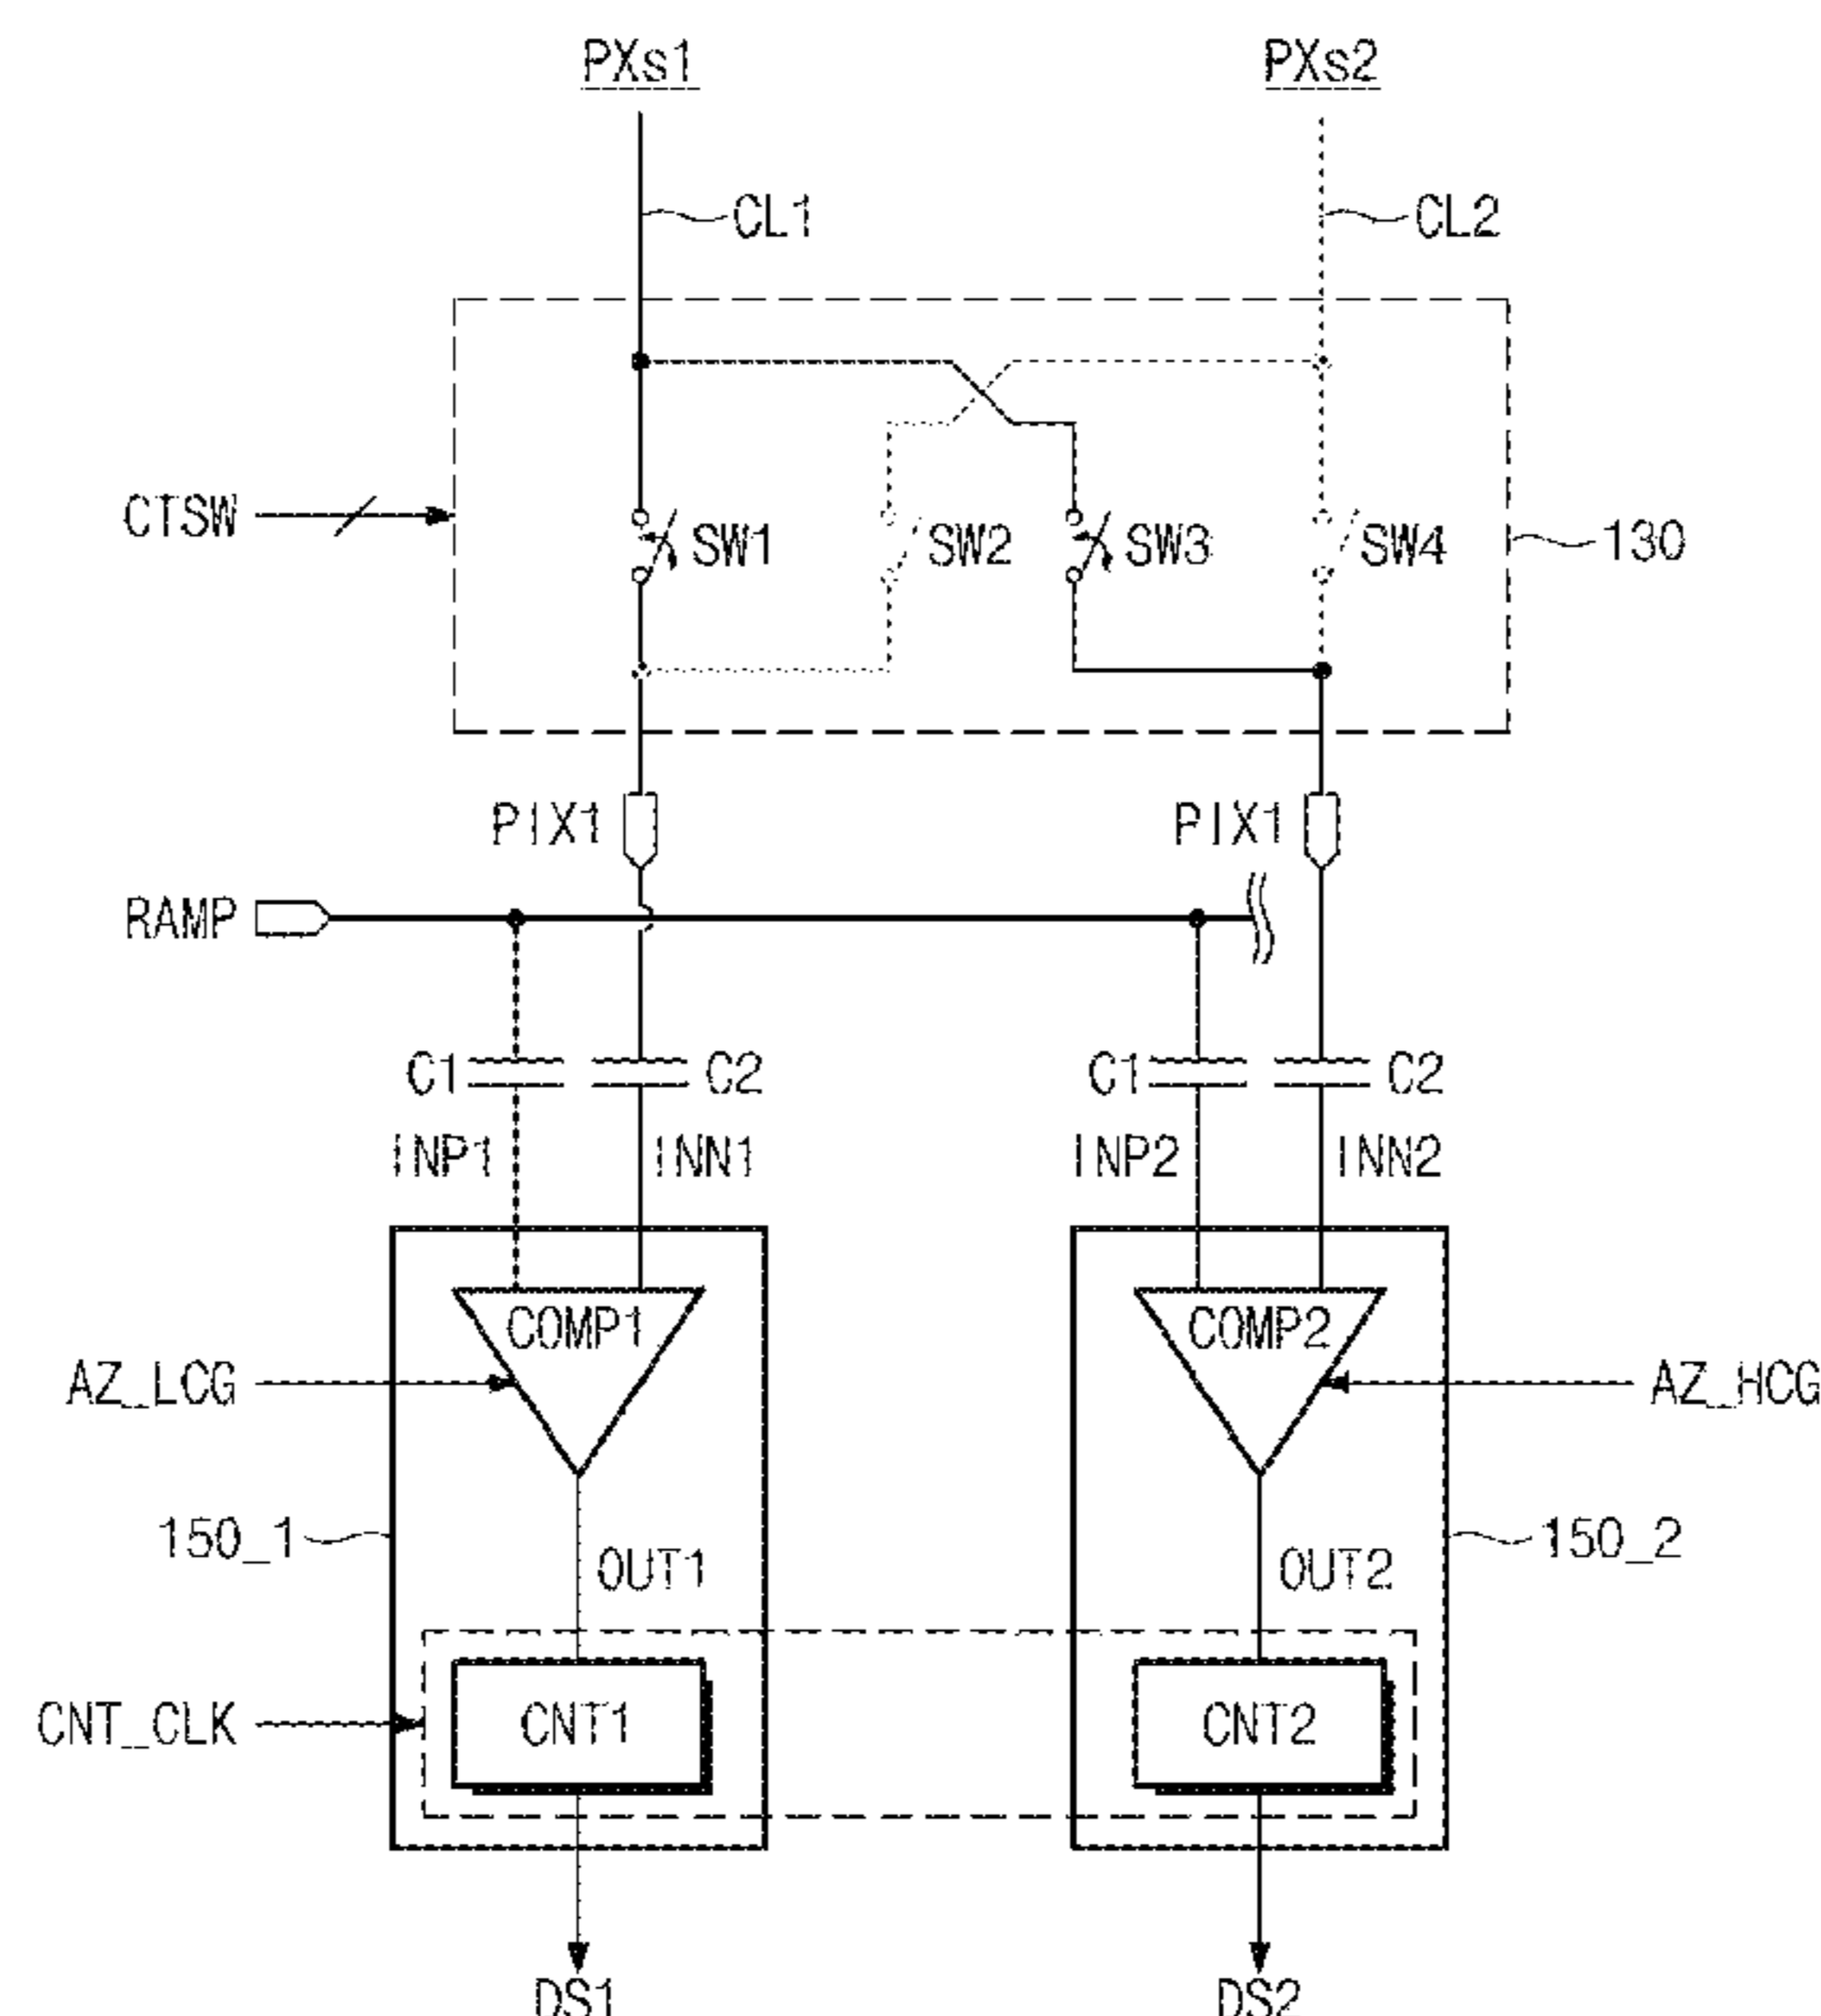 PXs1 PXs2
CL1 CL2
CTSW SW1 SW2 SW3 SW4 130
PIX1 PIX1
RAMP
C1 C2 C1 C2
INP1 INN1 INP2 INN2
COMP1 COMP2
AZ_LCG AZ_HCG
150_1 150_2
OUT1 OUT2
CNT_CLK CNT1 CNT2
DS1 DS2